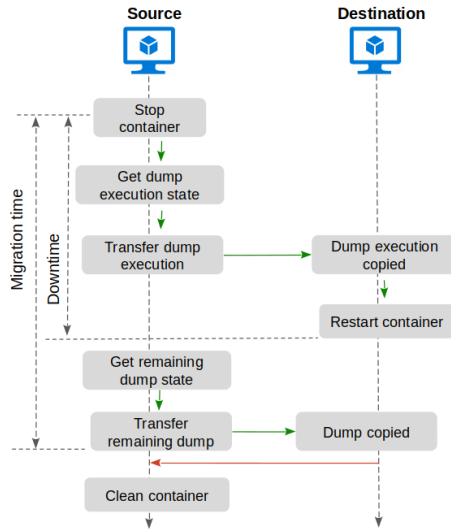 Source
Destination
Stop
container
Get dump
execution state
Transfer dump
execution
Dump execution
copied
Restart container
Migration time
Downtime
Get remaining
dump state
Transfer
remaining dump
Dump copied
Clean container